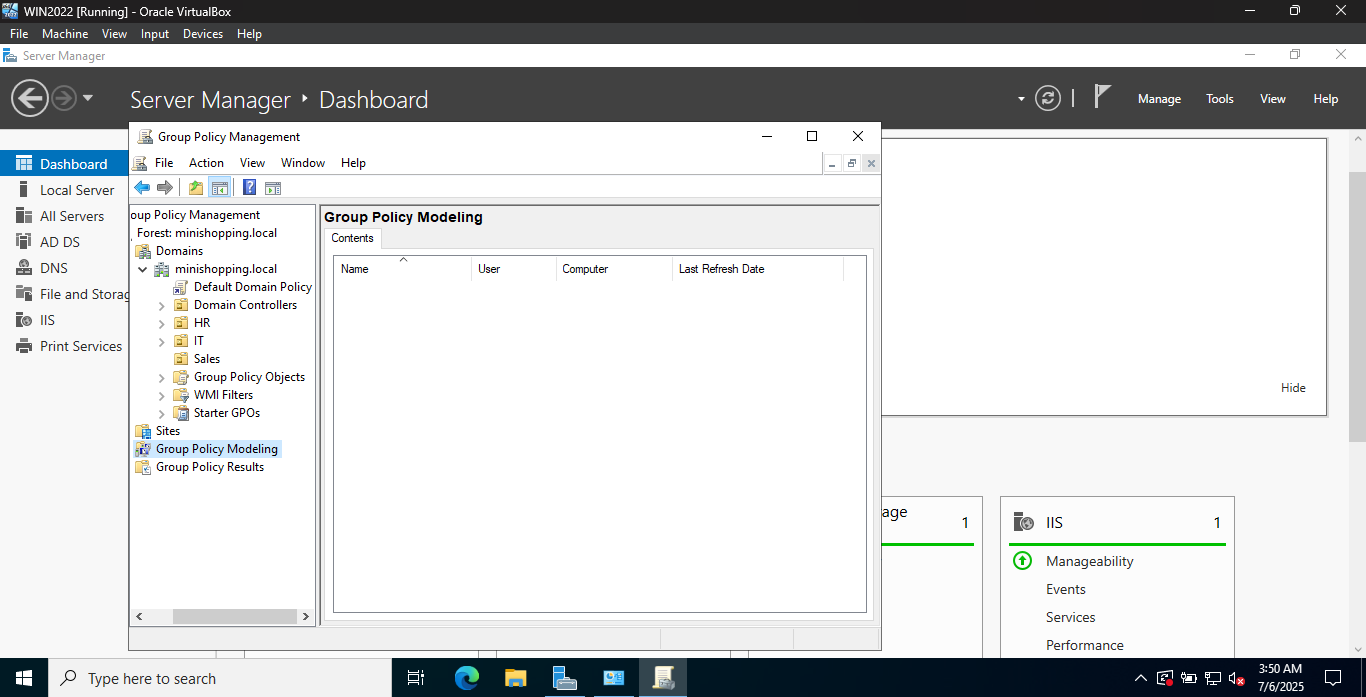 WIN2022 [Running] - Oracle VirtualBox
File Machine View Input Devices Help
Server Manager
Server Manager Dashboard
Manage Tools View Help
Dashboard
Local Server
All Servers
AD DS
DNS
File and Storag
IIS
Print Services
Group Policy Management
File Action View Window Help
oup Policy Management
Forest: minishopping.local
Domains
minishopping.local
Default Domain Policy
Domain Controllers
HR
IT
Sales
Group Policy Objects
WMI Filters
Starter GPOs
Sites
Group Policy Modeling
Group Policy Results
Group Policy Modeling
Contents
Name User Computer Last Refresh Date
Hide
age 1
IIS 1
Manageability
Events
Services
Performance
Type here to search
3:50 AM
7/6/2025